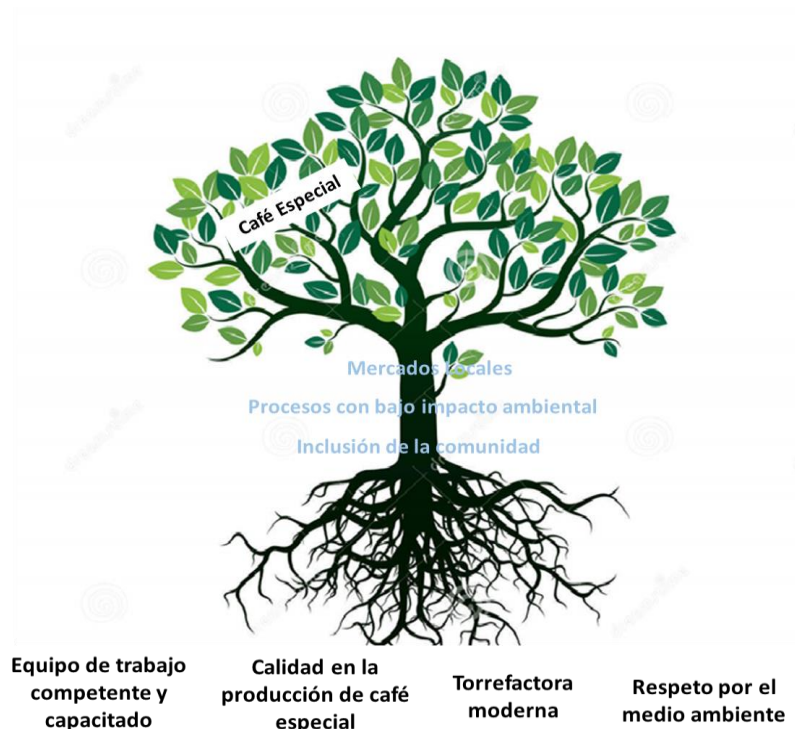 Café Especial
Mercados Locales
Procesos con bajo impacto ambiental
Inclusión de la comunidad
Equipo de trabajo
competente y
capacitado
Calidad en la
producción de café
especial
Torrefactora
moderna
Respeto por el
medio ambiente